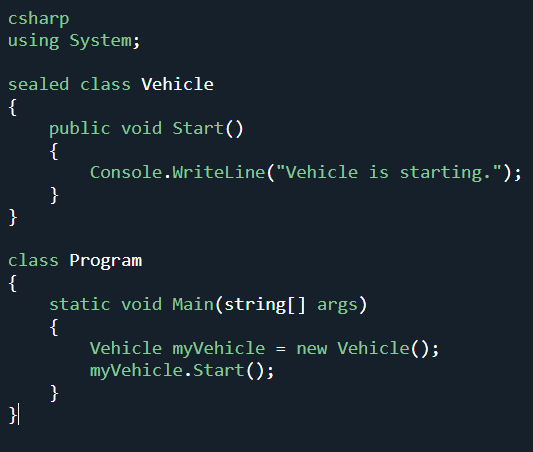 csharp
using System;

sealed class Vehicle
{
    public void Start()
    {
        Console.WriteLine("Vehicle is starting.");
    }
}

class Program
{
    static void Main(string[] args)
    {
        Vehicle myVehicle = new Vehicle();
        myVehicle.Start();
    }
}